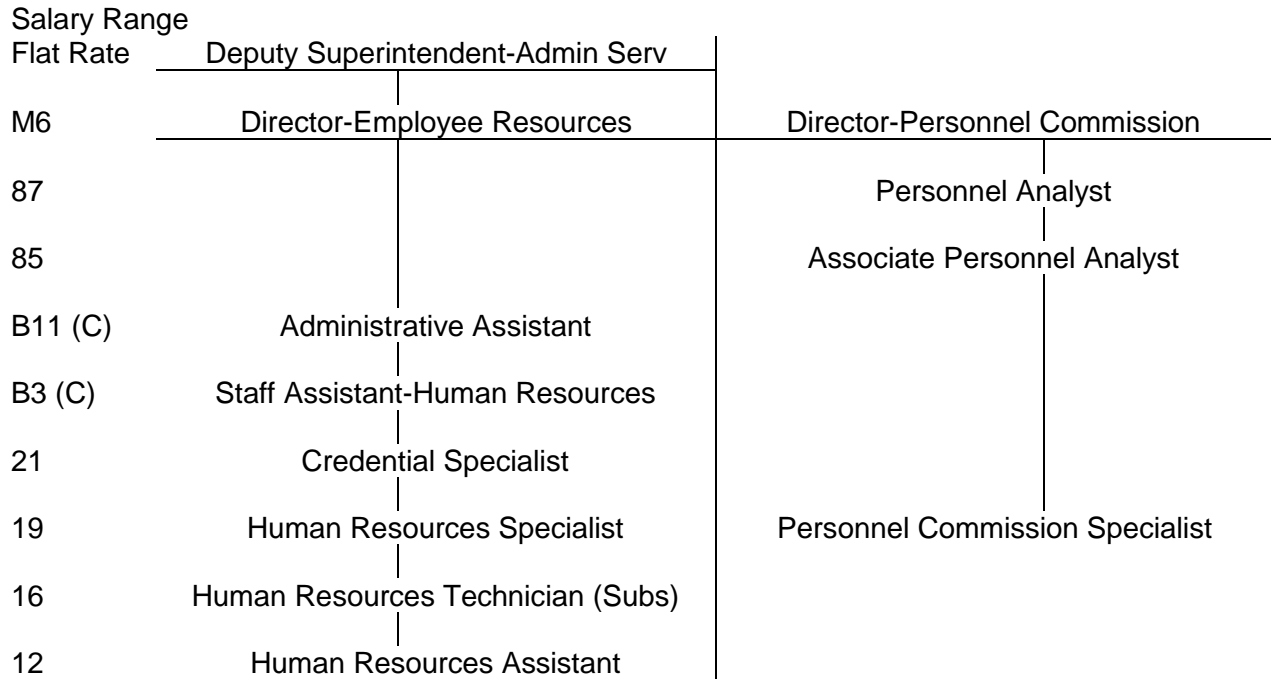 Salary Range
Flat Rate Deputy Superintendent-Admin Serv
M6 Director-Employee Resources Director-Personnel Commission
87 Personnel Analyst
85 Associate Personnel Analyst
B11 (C) Administrative Assistant
B3 (C) Staff Assistant-Human Resources
21 Credential Specialist
19 Human Resources Specialist Personnel Commission Specialist
16 Human Resources Technician (Subs)
12 Human Resources Assistant